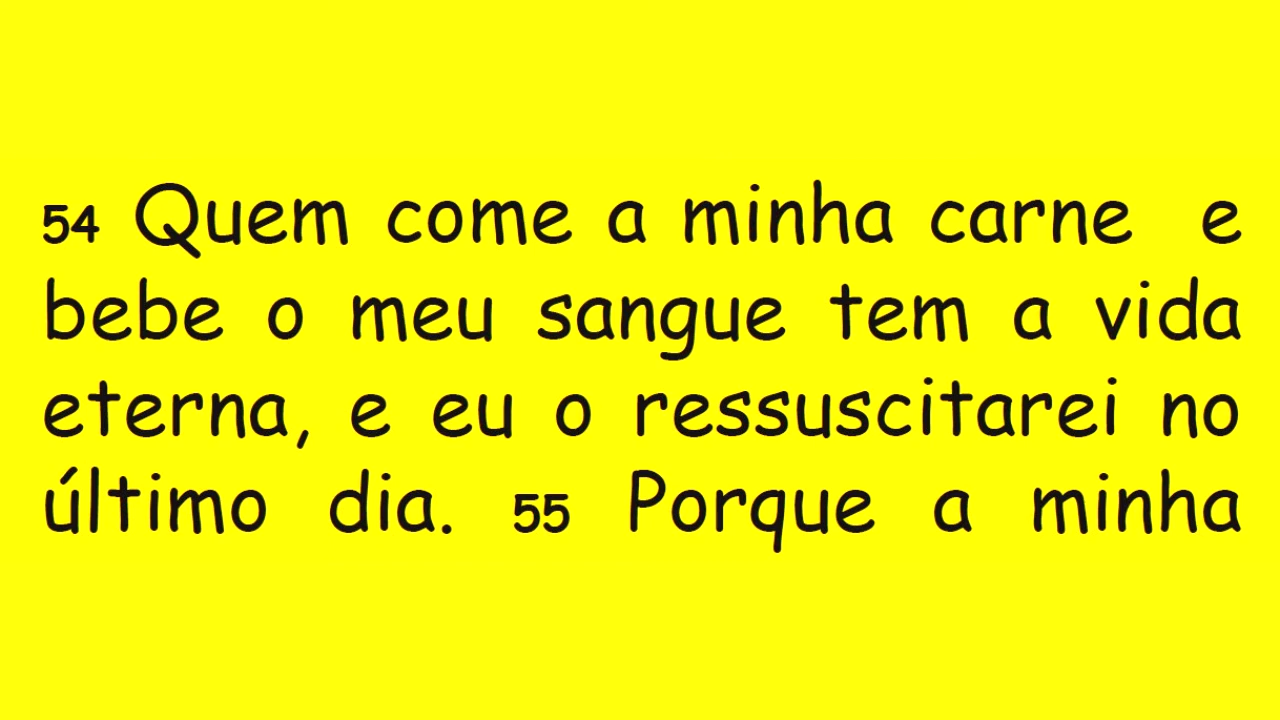 54 Quem come a minha carne e
bebe o meu sangue tem a vida
eterna, e eu o ressuscitarei no
último dia. 55 Porque a minha